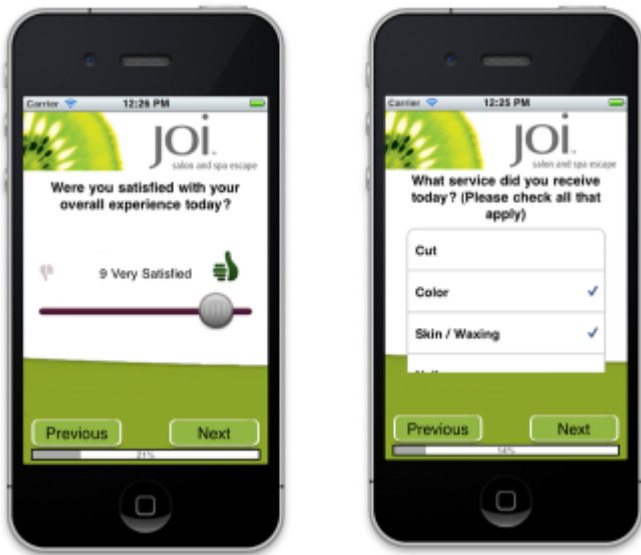 Carrier 12:26 PM
JOi
salon and spa escape
Were you satisfied with your
overall experience today?
9 Very Satisfied
Previous Next
21%
Carrier 12:25 PM
JOi
salon and spa escape
What service did you receive
today? (Please check all that
apply)
Cut
Color
Skin / Waxing
Previous Next
14%